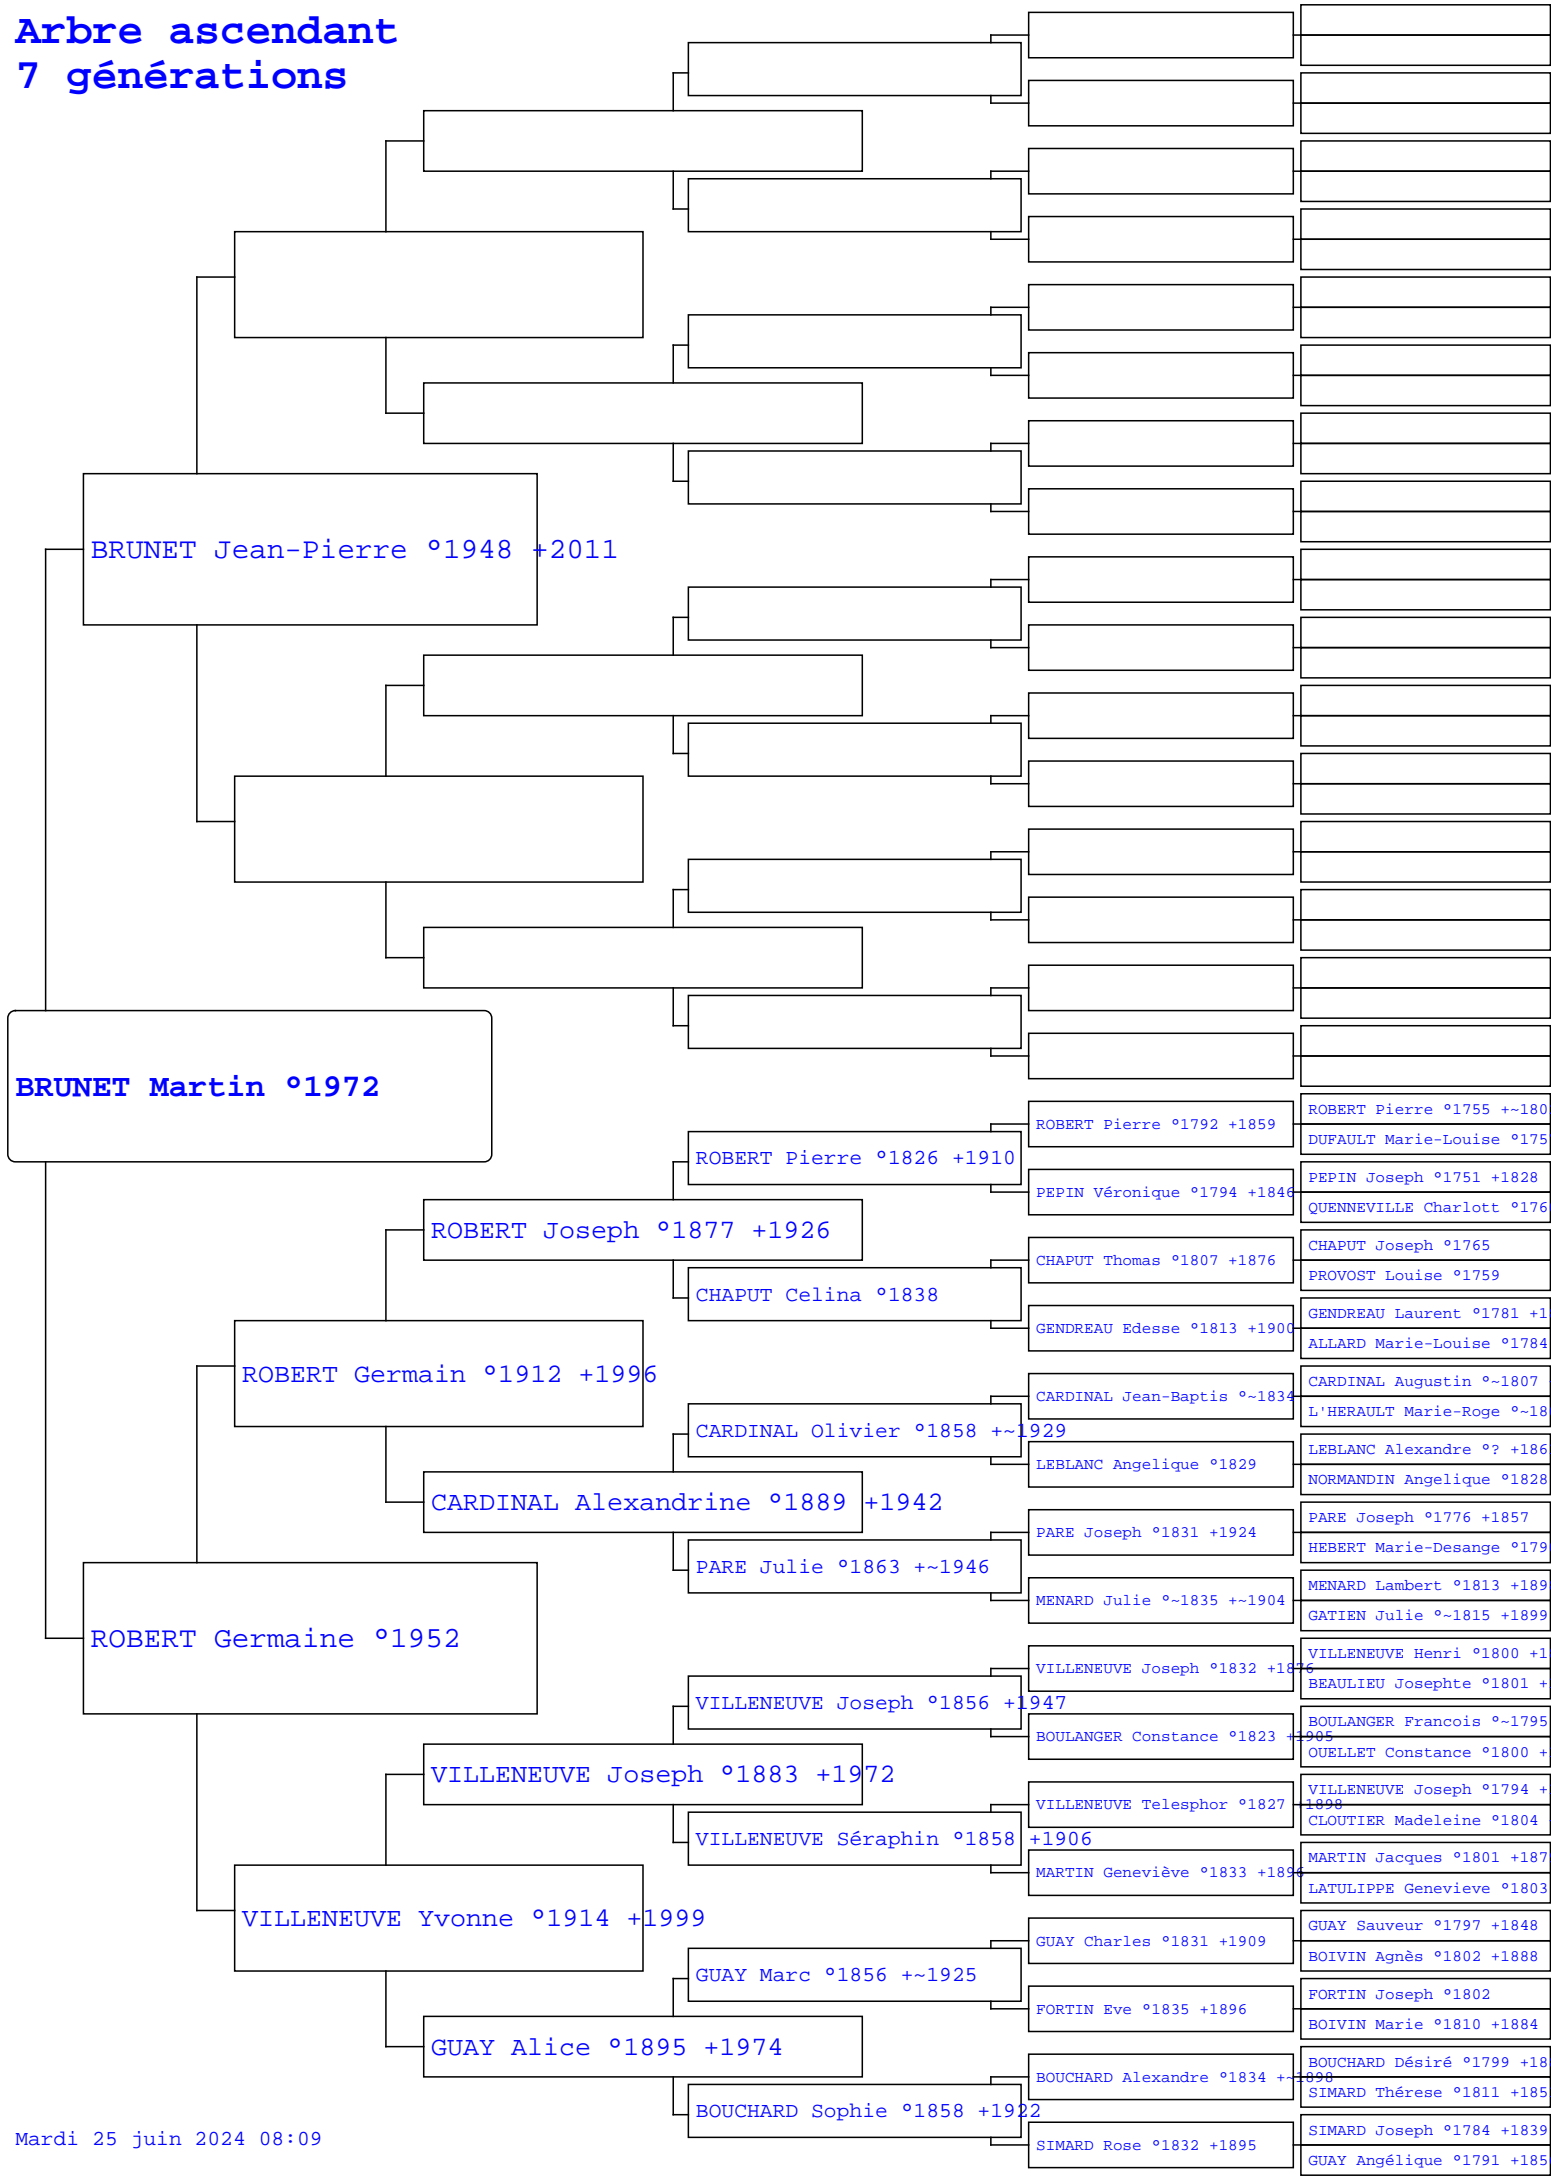 Arbre ascendant
7 générations
BRUNET Jean-Pierre °1948 +2011
BRUNET Martin °1972
ROBERT Pierre °1755 +~180
ROBERT Pierre °1792 +1859
DUFAULT Marie-Louise °175
ROBERT Pierre °1826 +1910
PEPIN Joseph °1751 +1828
PEPIN Véronique °1794 +1846
QUENNEVILLE Charlott °176
ROBERT Joseph °1877 +1926
CHAPUT Joseph °1765
CHAPUT Thomas °1807 +1876
PROVOST Louise °1759
CHAPUT Celina °1838
GENDREAU Laurent °1781 +1
GENDREAU Edesse °1813 +1900
ALLARD Marie-Louise °1784
ROBERT Germain °1912 +1996
CARDINAL Augustin °~1807
CARDINAL Jean-Baptis °~1834
L'HERAULT Marie-Roge °~18
CARDINAL Olivier °1858 +~1929
LEBLANC Alexandre °? +186
LEBLANC Angelique °1829
NORMANDIN Angelique °1828
CARDINAL Alexandrine °1889 +1942
PARE Joseph °1776 +1857
PARE Joseph °1831 +1924
HEBERT Marie-Desange °179
PARE Julie °1863 +~1946
MENARD Lambert °1813 +189
MENARD Julie °~1835 +~1904
GATIEN Julie °~1815 +1899
ROBERT Germaine °1952
VILLENEUVE Henri °1800 +1
VILLENEUVE Joseph °1832 +1876
BEAULIEU Josephte °1801 +
VILLENEUVE Joseph °1856 +1947
BOULANGER Francois °~1795
BOULANGER Constance °1823 +1905
OUELLET Constance °1800 +
VILLENEUVE Joseph °1883 +1972
VILLENEUVE Joseph °1794 +
VILLENEUVE Telesphor °1827 +1898
CLOUTIER Madeleine °1804
VILLENEUVE Séraphin °1858 +1906
MARTIN Jacques °1801 +187
MARTIN Geneviève °1833 +1896
LATULIPPE Genevieve °1803
VILLENEUVE Yvonne °1914 +1999
GUAY Sauveur °1797 +1848
GUAY Charles °1831 +1909
BOIVIN Agnès °1802 +1888
GUAY Marc °1856 +~1925
FORTIN Joseph °1802
FORTIN Eve °1835 +1896
BOIVIN Marie °1810 +1884
GUAY Alice °1895 +1974
BOUCHARD Désiré °1799 +18
BOUCHARD Alexandre °1834 +~1898
SIMARD Thérese °1811 +185
BOUCHARD Sophie °1858 +1922
SIMARD Joseph °1784 +1839
SIMARD Rose °1832 +1895
GUAY Angélique °1791 +185
Mardi 25 juin 2024 08:09